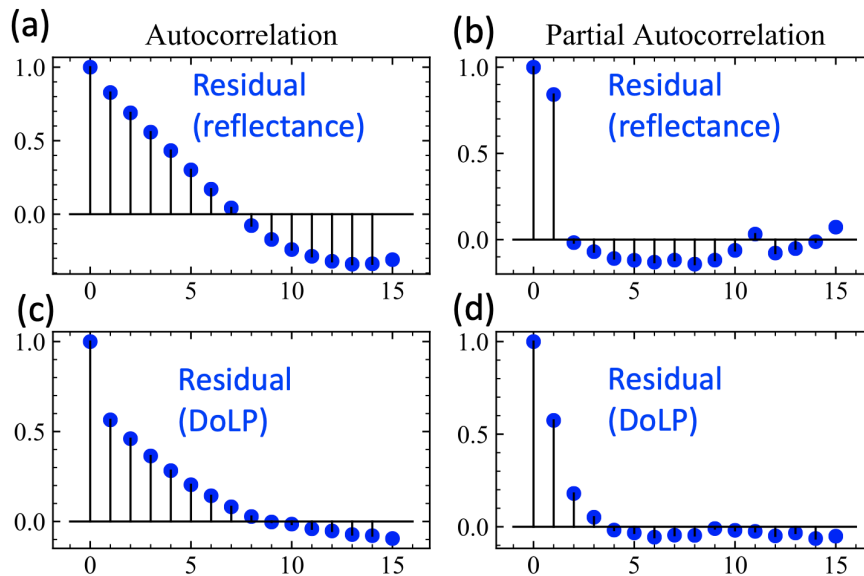 (a)
Autocorrelation
1.0
0.5
0.0
Residual
(reflectance)
0 5 10 15
(b)
Partial Autocorrelation
1.0
0.5
0.0
Residual
(reflectance)
0 5 10 15
(c)
1.0
0.5
0.0
Residual
(DoLP)
0 5 10 15
(d)
1.0
0.5
0.0
Residual
(DoLP)
0 5 10 15